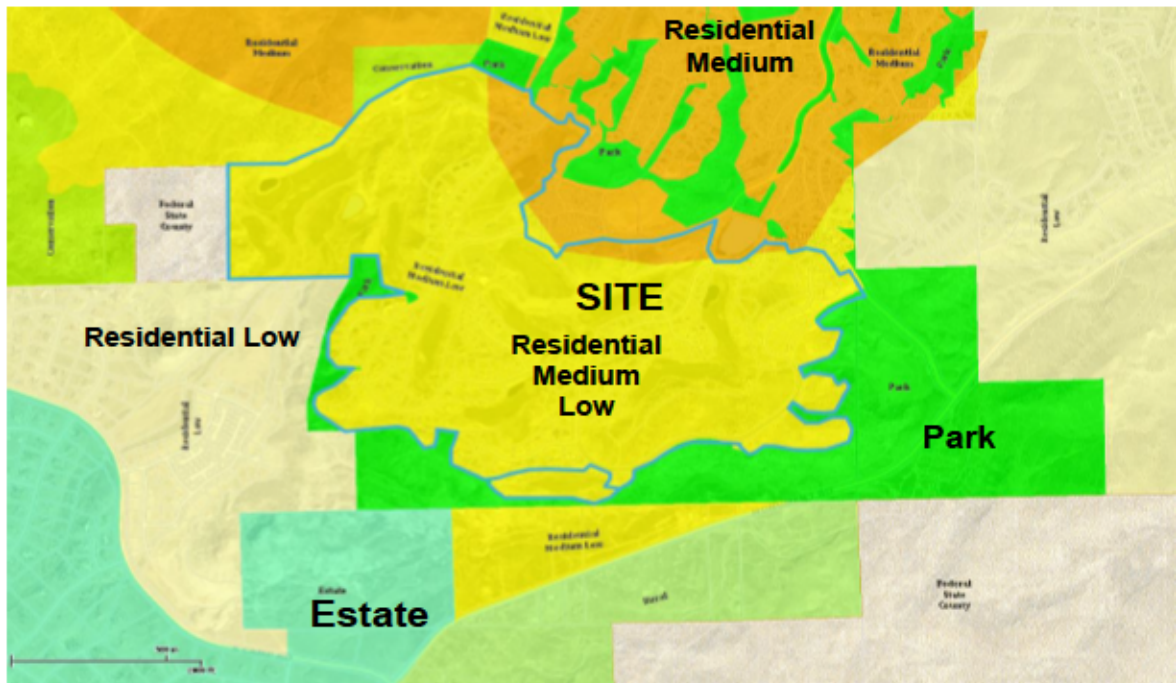 Residential
Medium Low
Residential
Medium
Residential
Medium
Residential
Medium
Park
Conservation
Park
Park
Federal
State
County
Conservation
Residential
Low
Residential
Medium Low
Park
SITE
Residential
Medium
Low
Residential Low
Park
Residential
Low
Park
Residential
Medium Low
Estate
Estate
Rural
Federal
State
County